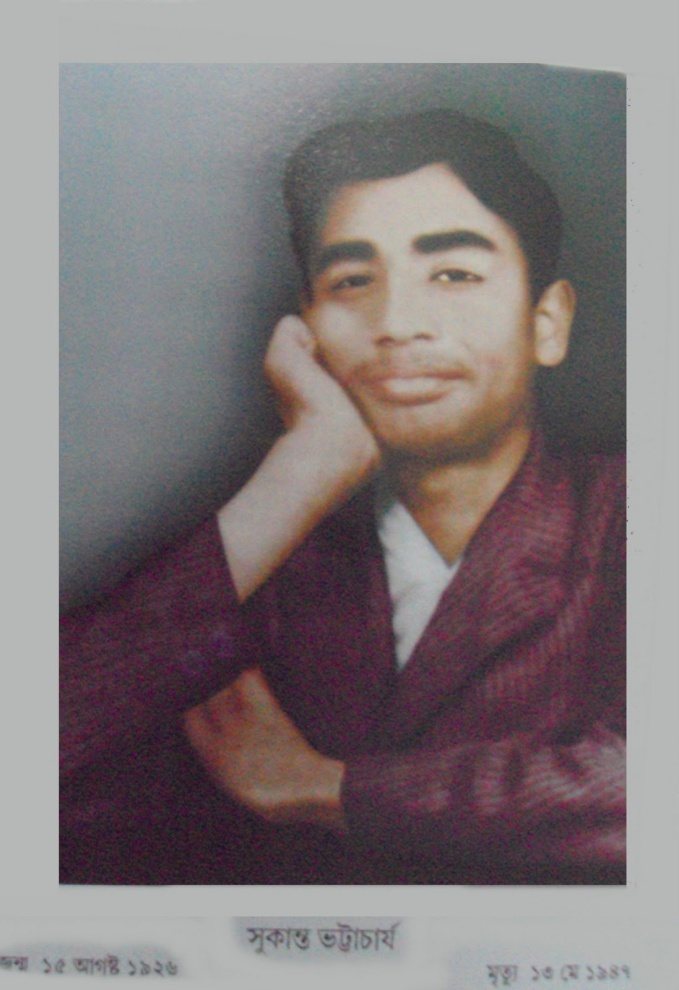 সুকান্ত ভট্টাচার্য
জন্ম ১৫ আগষ্ট ১৯২৬
মৃত্যু ১৩ মে ১৯৪৭